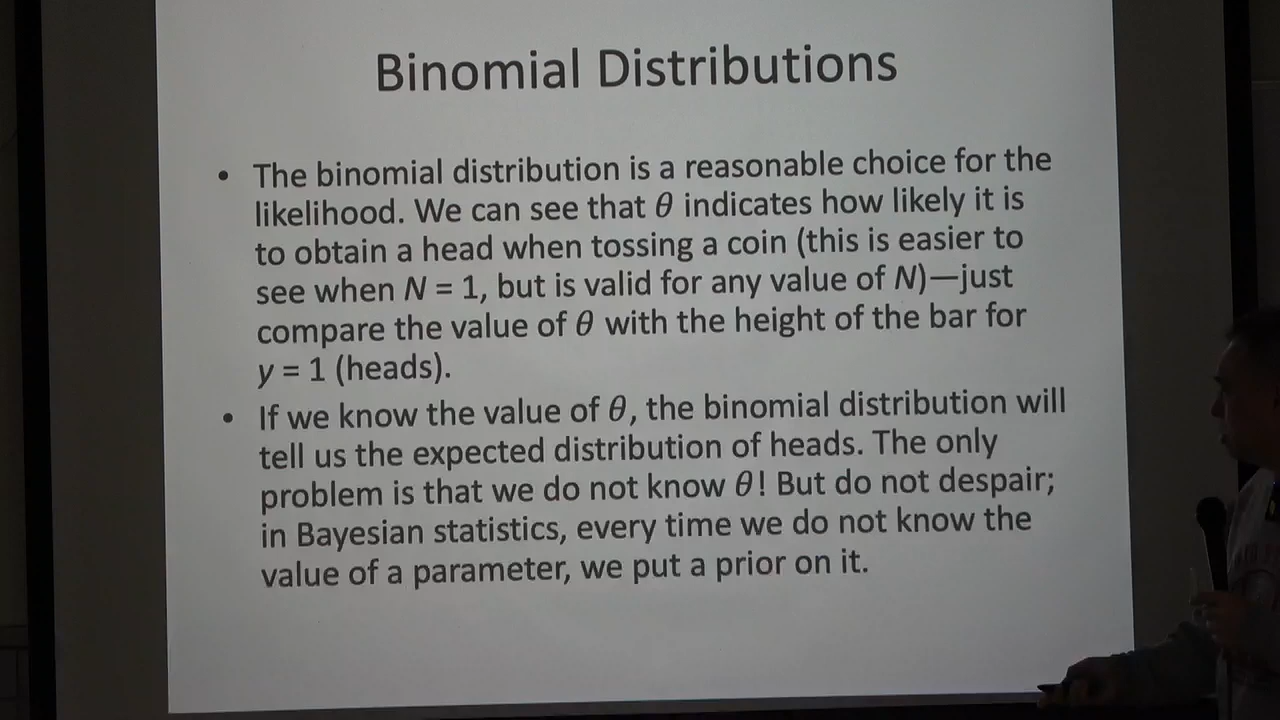 Binomial Distributions
• The binomial distribution is a reasonable choice for the
likelihood. We can see that θ indicates how likely it is
to obtain a head when tossing a coin (this is easier to
see when N = 1, but is valid for any value of N)—just
compare the value of θ with the height of the bar for
y = 1 (heads).
• If we know the value of θ, the binomial distribution will
tell us the expected distribution of heads. The only
problem is that we do not know θ! But do not despair;
in Bayesian statistics, every time we do not know the
value of a parameter, we put a prior on it.